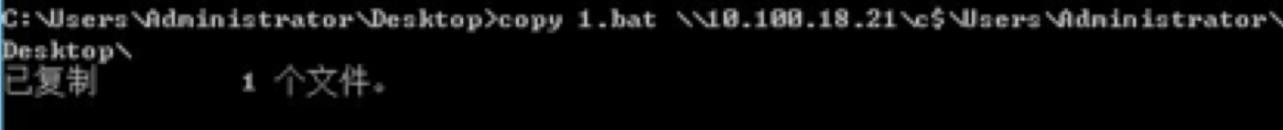 C:\Users\Administrator\Desktop>copy 1.bat \\10.100.18.21\c$\Users\Administrator\
Desktop\
已复制         1 个文件。